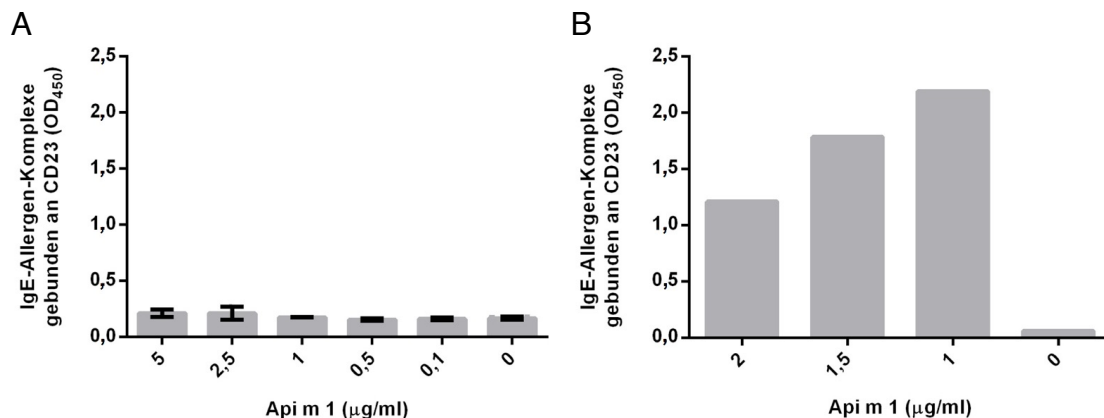 A
IgE-Allergen-Komplexe
gebunden an CD23 (OD450)
2,5
2,0
1,5
1,0
0,5
0,0
5
2,5
1
0,5
0,1
0
Api m 1 (μg/ml)
B
IgE-Allergen-Komplexe
gebunden an CD23 (OD450)
2,5
2,0
1,5
1,0
0,5
0,0
2
1,5
1
0
Api m 1 (μg/ml)